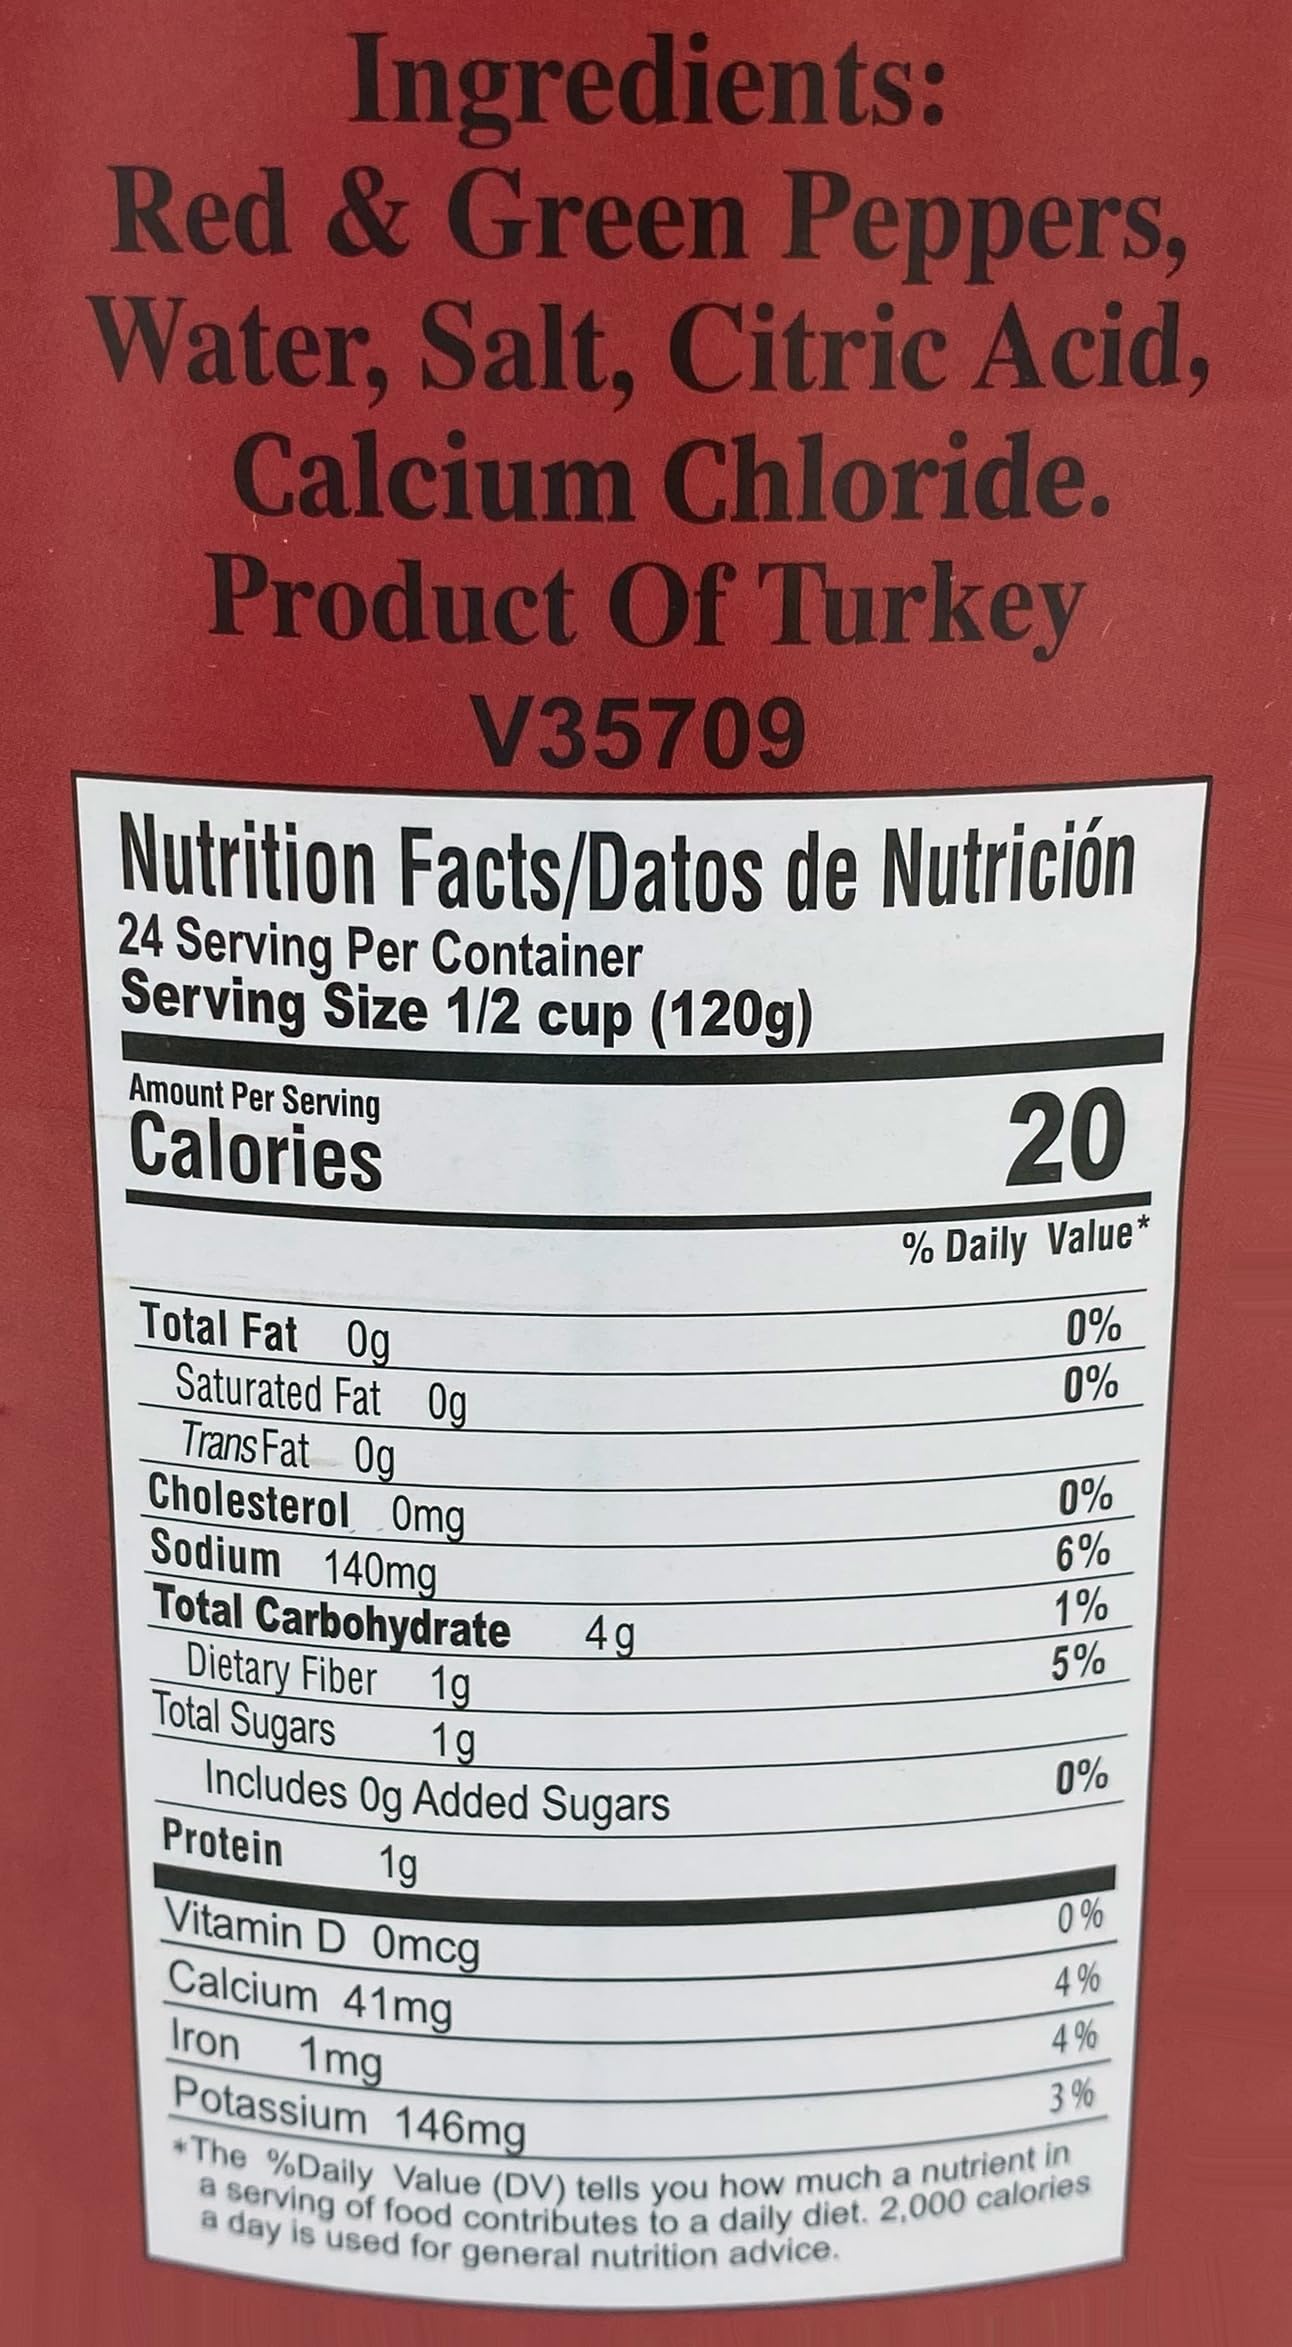 Ingredients:
Red & Green Peppers,
Water, Salt, Citric Acid,
Calcium Chloride.
Product Of Turkey
V35709
Nutrition Facts/Datos de Nutrición
24 Serving Per Container
Serving Size 1/2 cup (120g)
Amount Per Serving
Calories 20
% Daily Value*
Total Fat 0g 0%
Saturated Fat 0g 0%
Trans Fat 0g
Cholesterol 0mg 0%
Sodium 140mg 6%
Total Carbohydrate 4g 1%
Dietary Fiber 1g 5%
Total Sugars 1g
Includes 0g Added Sugars 0%
Protein 1g
Vitamin D 0mcg 0%
Calcium 41mg 4%
Iron 1mg 4%
Potassium 146mg 3%
*The %Daily Value (DV) tells you how much a nutrient in
a serving of food contributes to a daily diet. 2,000 calories
a day is used for general nutrition advice.